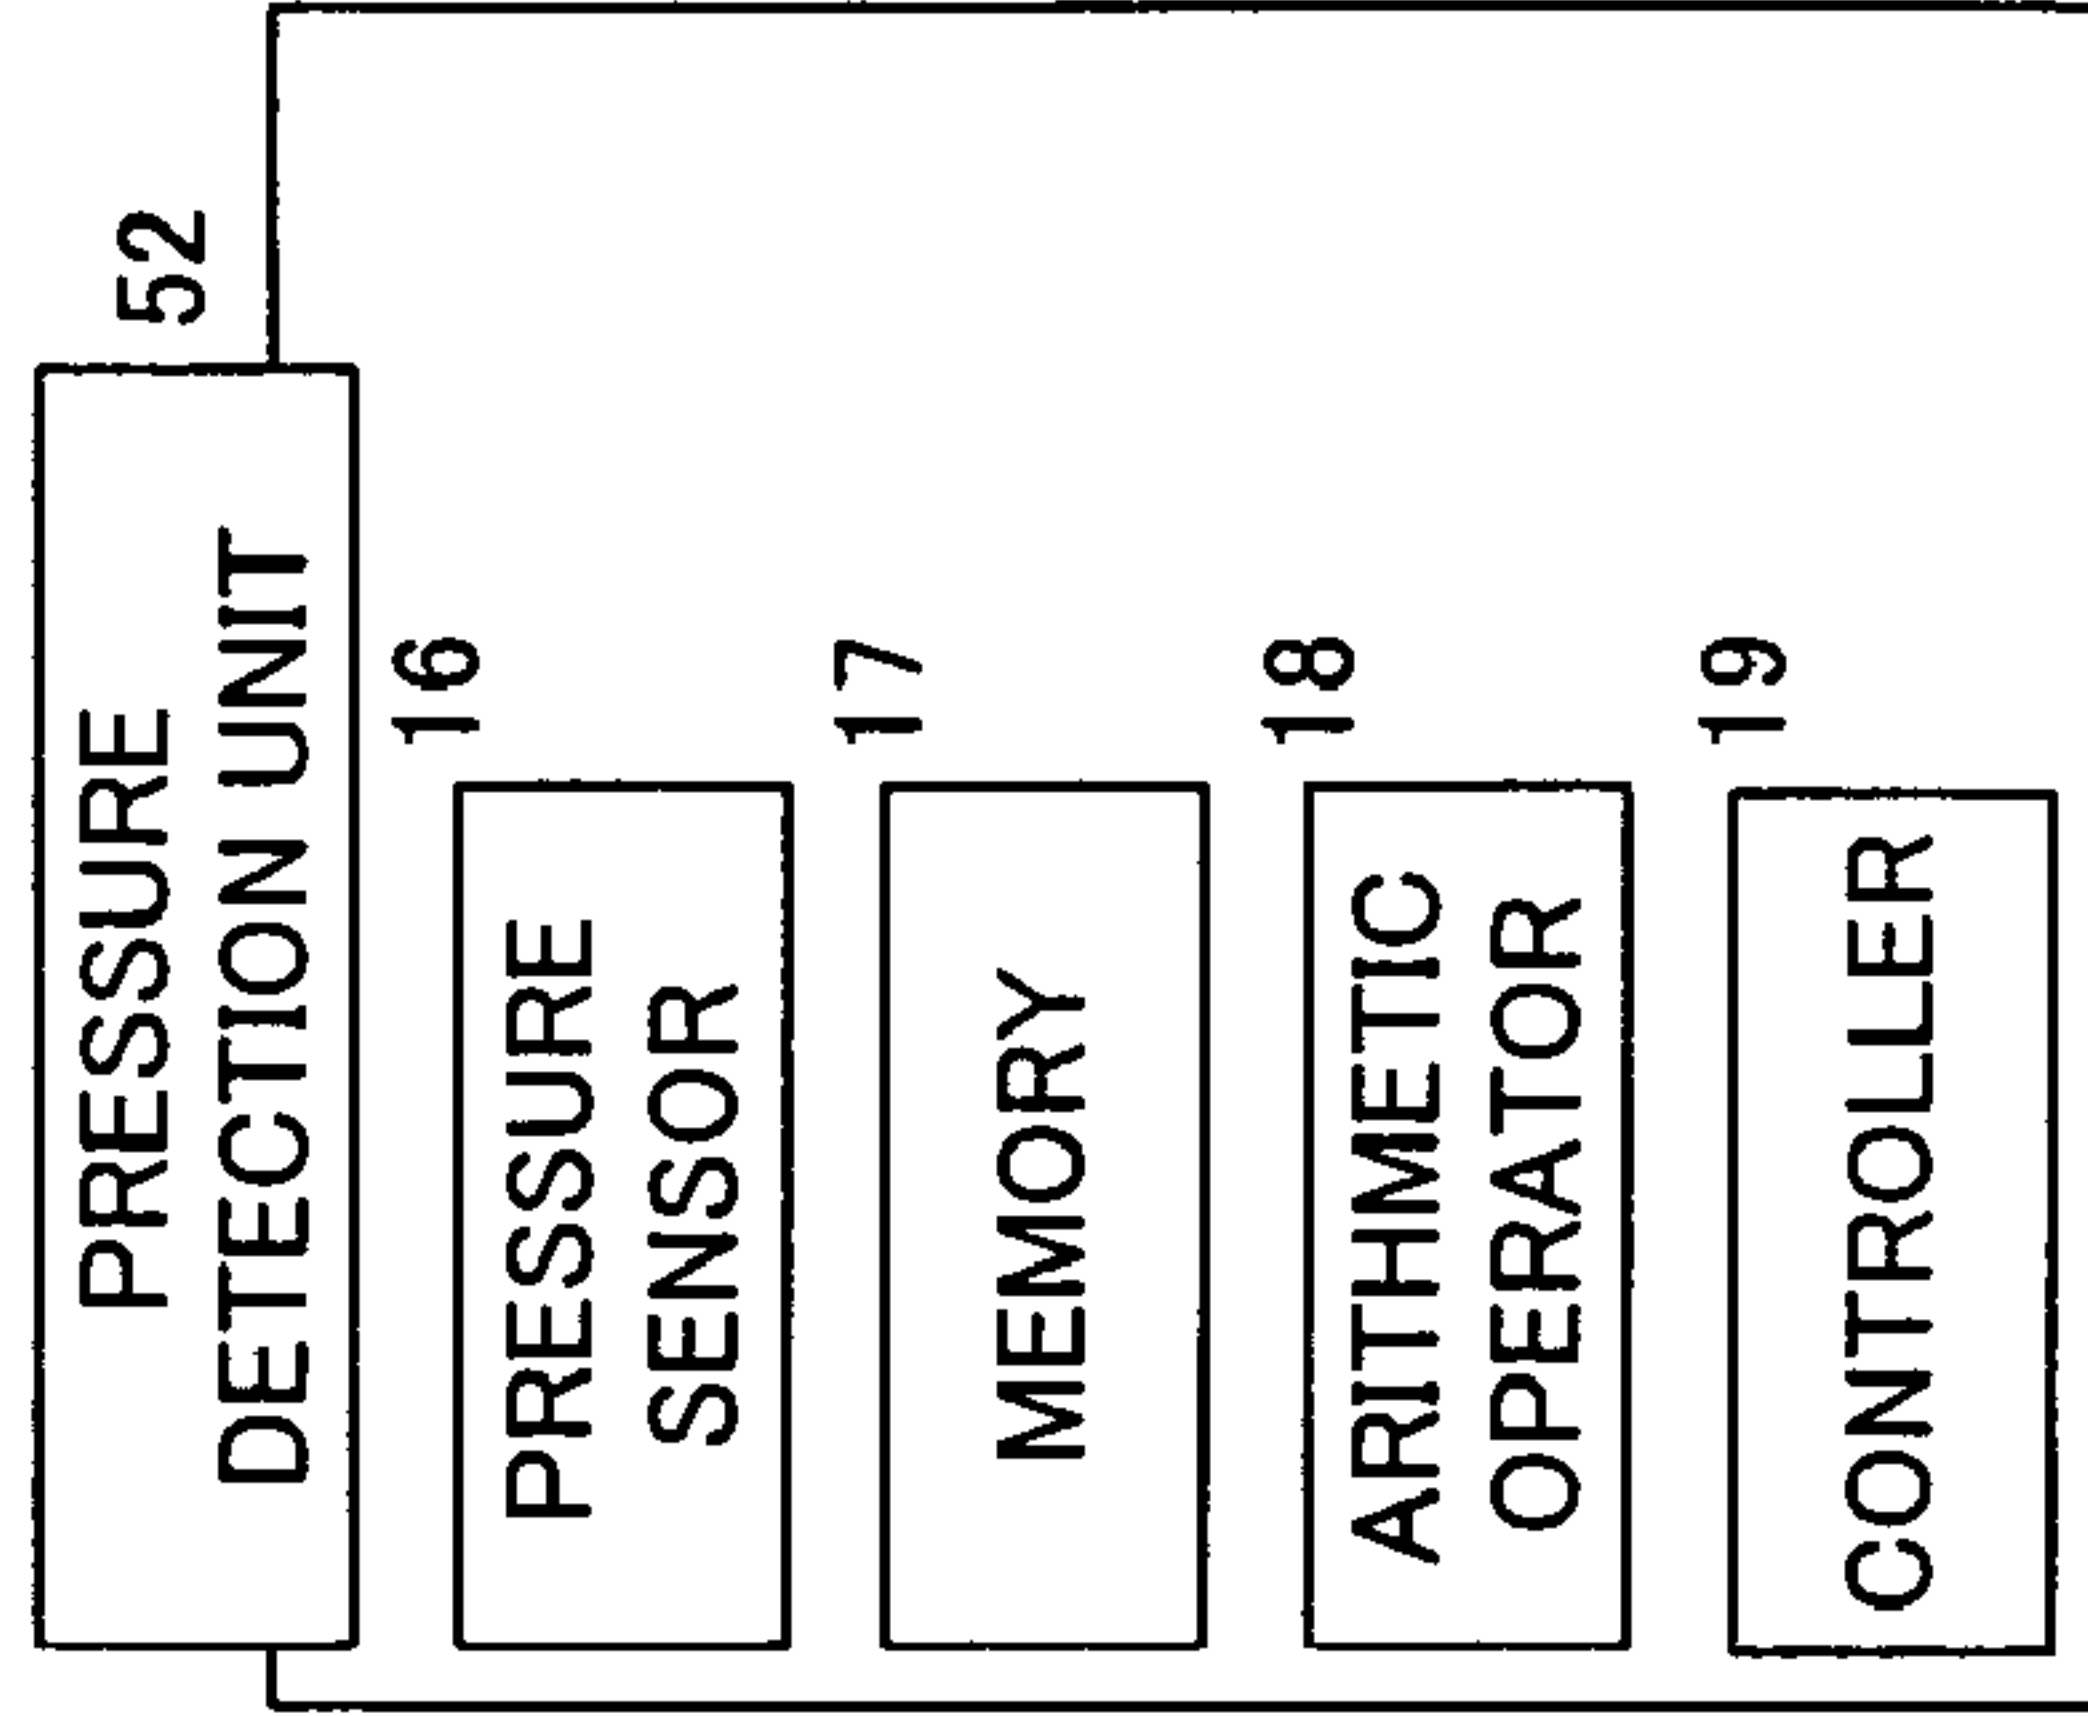 PRESSURE
DETECTION UNIT
52
16
PRESSURE
SENSOR
17
MEMORY
18
ARITHMETIC
OPERATOR
19
CONTROLLER